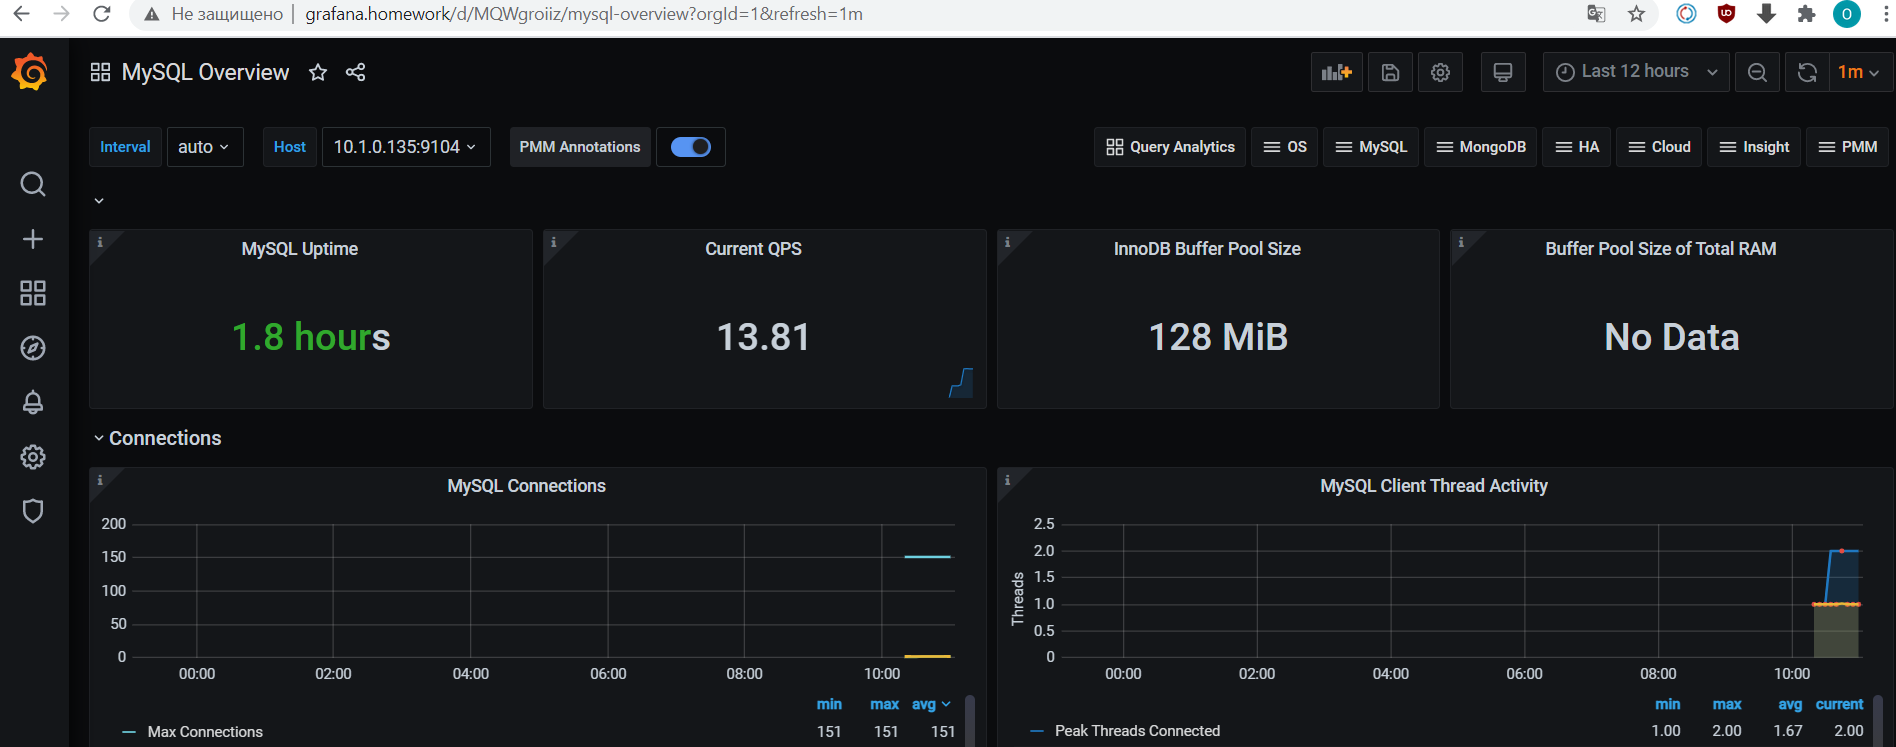 Не защищено | grafana.homework/d/MQWgroiiz/mysql-overview?orgId=1&refresh=1m
O
MySQL Overview
Last 12 hours
1m
Interval auto Host 10.1.0.135:9104 PMM Annotations
Query Analytics OS MySQL MongoDB HA Cloud Insight PMM
MySQL Uptime
1.8 hours
Current QPS
13.81
InnoDB Buffer Pool Size
128 MiB
Buffer Pool Size of Total RAM
No Data
Connections
MySQL Connections
200
150
100
50
0
00:00 02:00 04:00 06:00 08:00 10:00
min max avg
Max Connections 151 151 151
MySQL Client Thread Activity
Threads
2.5
2.0
1.5
1.0
0.5
0
00:00 02:00 04:00 06:00 08:00 10:00
min max avg current
Peak Threads Connected 1.00 2.00 1.67 2.00